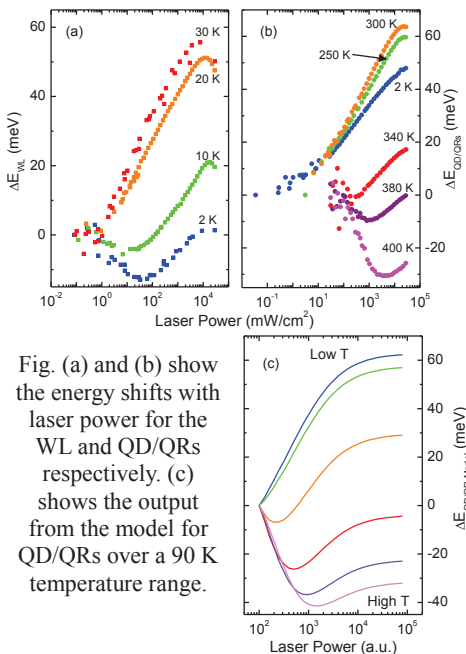 (a)
30 K
20 K
10 K
2 K
ΔE_WL (meV)
60
40
20
0
10^-2 10^0 10^2 10^4
(b)
300 K
250 K
2 K
340 K
380 K
400 K
ΔE_QD/QRs (meV)
60
40
20
0
-20
10^-1 10^1 10^3 10^5
Laser Power (mW/cm²)
Fig. (a) and (b) show
the energy shifts with
laser power for the
WL and QD/QRs
respectively. (c)
shows the output
from the model for
QD/QRs over a 90 K
temperature range.
(c)
Low T
High T
60
40
20
0
-20
-40
(meV)
10^2 10^3 10^4 10^5
Laser Power (a.u.)